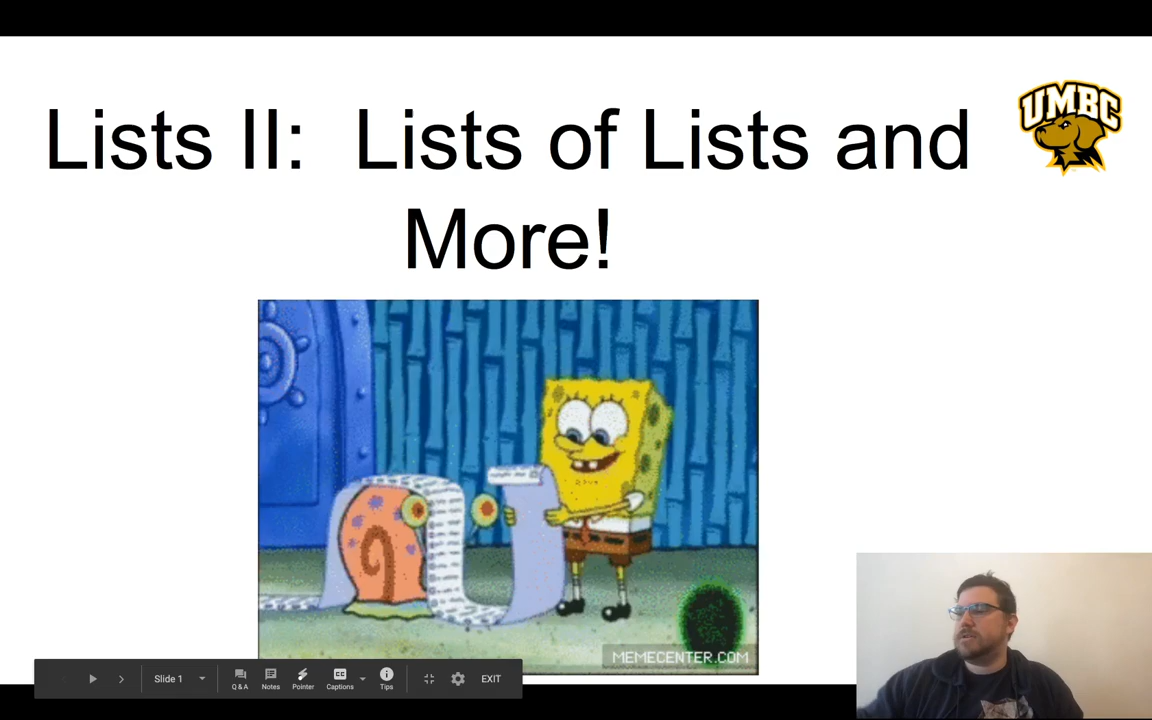 Lists II:  Lists of Lists and
More!
UMBC
MEMECENTER.COM
Slide 1
Q & A
Notes
Pointer
Captions
Tips
EXIT